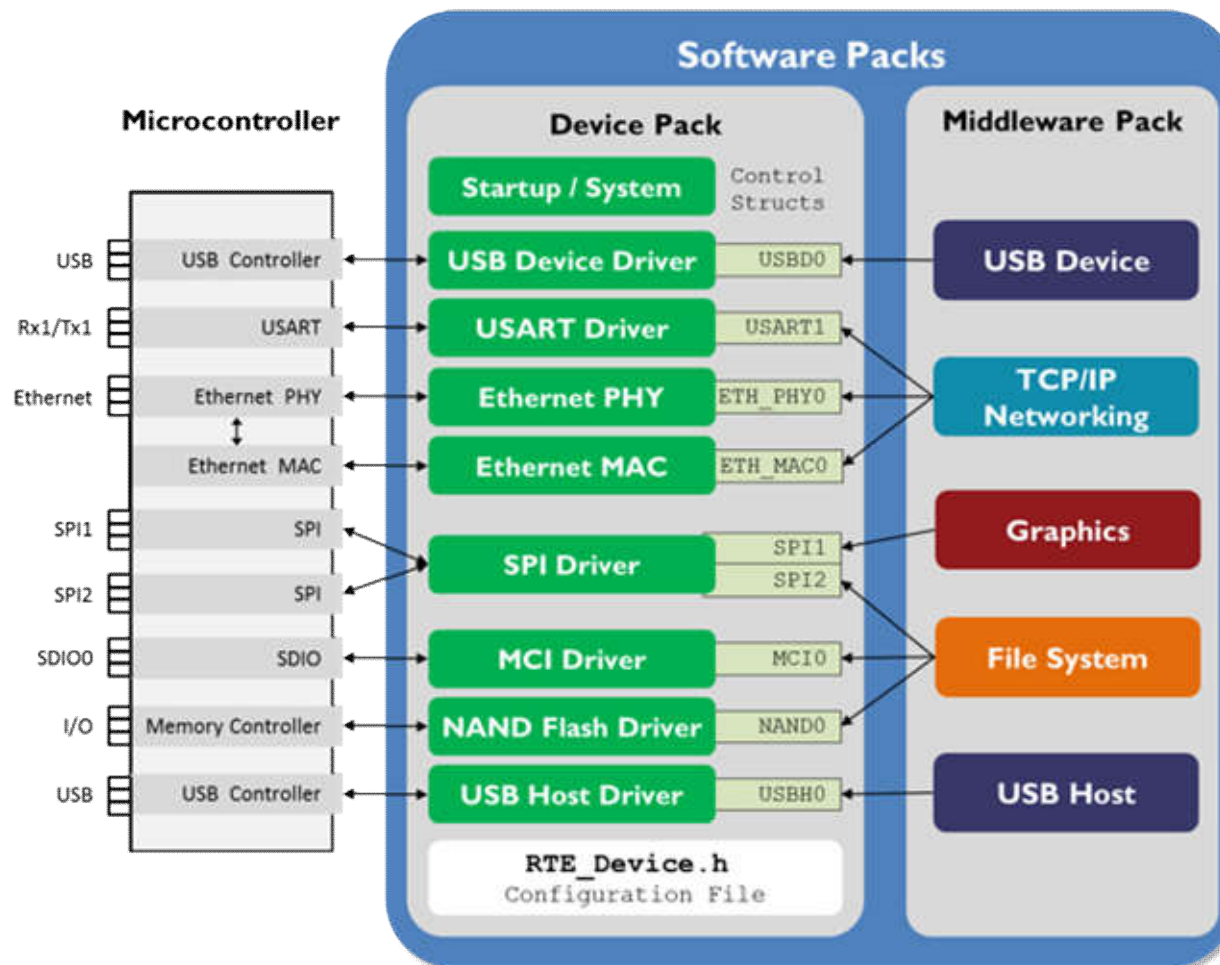 Software Packs
Microcontroller
Device Pack
Middleware Pack
Startup / System
Control
Structs
USB
USB Controller
USB Device Driver
USBD0
USB Device
Rx1/Tx1
USART
USART Driver
USART1
Ethernet
Ethernet PHY
Ethernet PHY
ETH_PHY0
TCP/IP
Networking
Ethernet MAC
Ethernet MAC
ETH_MAC0
SPI1
SPI
SPI2
SPI
SPI Driver
SPI1
SPI2
Graphics
SDIO0
SDIO
MCI Driver
MCI0
File System
I/O
Memory Controller
NAND Flash Driver
NAND0
USB
USB Controller
USB Host Driver
USBH0
USB Host
RTE_Device.h
Configuration File